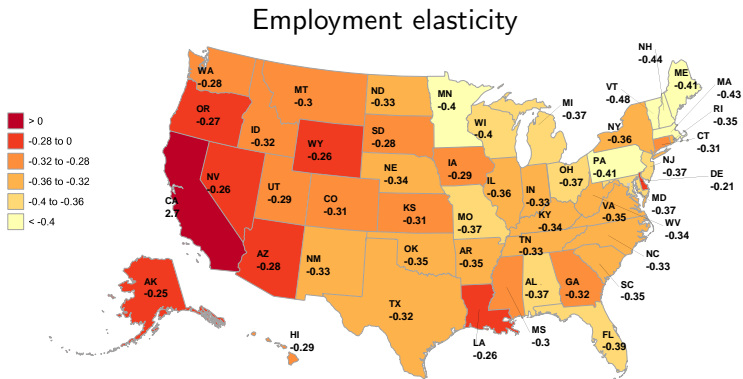 Employment elasticity
> 0
-0.28 to 0
-0.32 to -0.28
-0.36 to -0.32
-0.4 to -0.36
< -0.4
WA
-0.28
OR
-0.27
CA
2.7
NV
-0.26
ID
-0.32
MT
-0.3
WY
-0.26
UT
-0.29
AZ
-0.28
CO
-0.31
NM
-0.33
ND
-0.33
SD
-0.28
NE
-0.34
KS
-0.31
OK
-0.35
TX
-0.32
MN
-0.4
IA
-0.29
MO
-0.37
AR
-0.35
LA
-0.26
WI
-0.4
IL
-0.36
MI
-0.37
IN
-0.33
OH
-0.37
KY
-0.34
TN
-0.33
MS
-0.3
AL
-0.37
GA
-0.32
FL
-0.39
SC
-0.35
NC
-0.33
VA
-0.35
WV
-0.34
MD
-0.37
DE
-0.21
NJ
-0.37
PA
-0.41
NY
-0.36
CT
-0.31
RI
-0.35
MA
-0.43
VT
-0.48
NH
-0.44
ME
-0.41
AK
-0.25
HI
-0.29